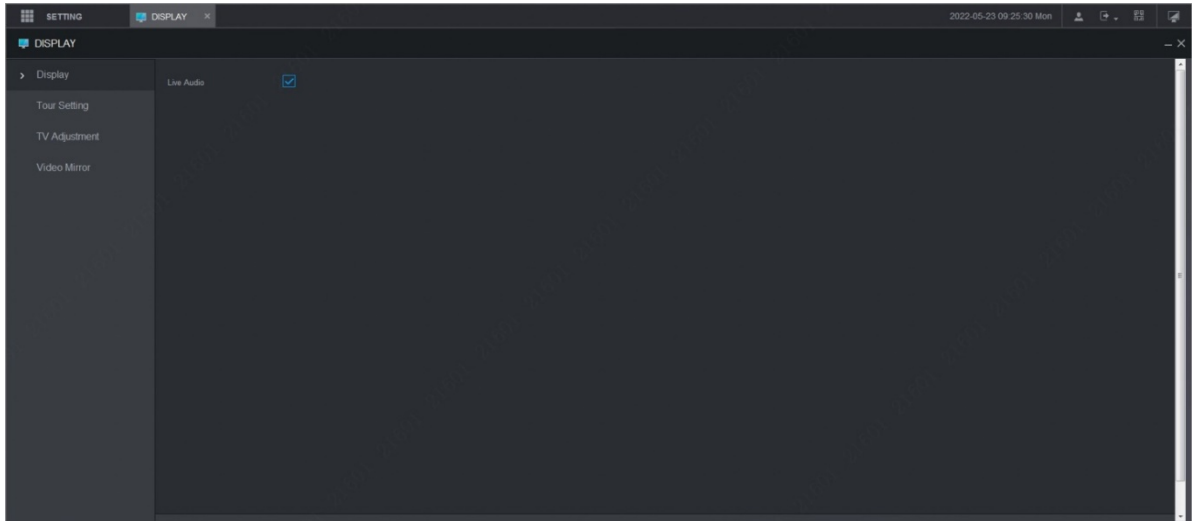 SETTING DISPLAY × 2022-05-23 09:25:30 Mon
DISPLAY
Display
Live Audio
Tour Setting
TV Adjustment
Video Mirror